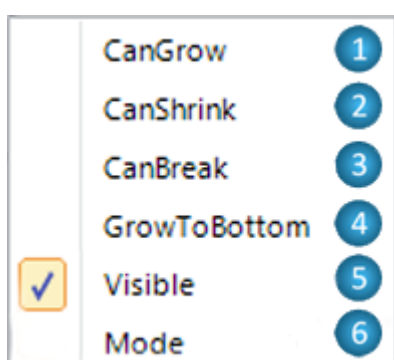 CanGrow 1
CanShrink 2
CanBreak 3
GrowToBottom 4
Visible 5
Mode 6